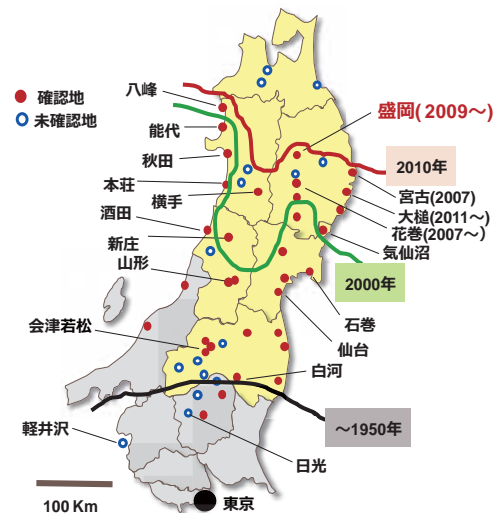 確認地
未確認地
八峰
能代
秋田
本荘
横手
酒田
新庄
山形
会津若松
軽井沢
盛岡(2009〜)
2010年
宮古(2007)
大槌(2011〜)
花巻(2007〜)
気仙沼
2000年
石巻
仙台
白河
〜1950年
日光
東京
100 Km